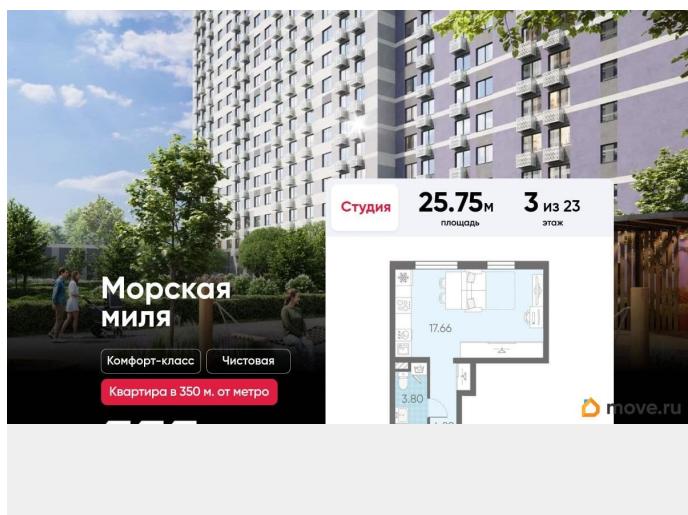 Студия
25.75м
площадь
3 из 23
этаж
Морская
миля
Комфорт-класс
Чистовая
Квартира в 350 м. от метро
17.66
3.80
move.ru